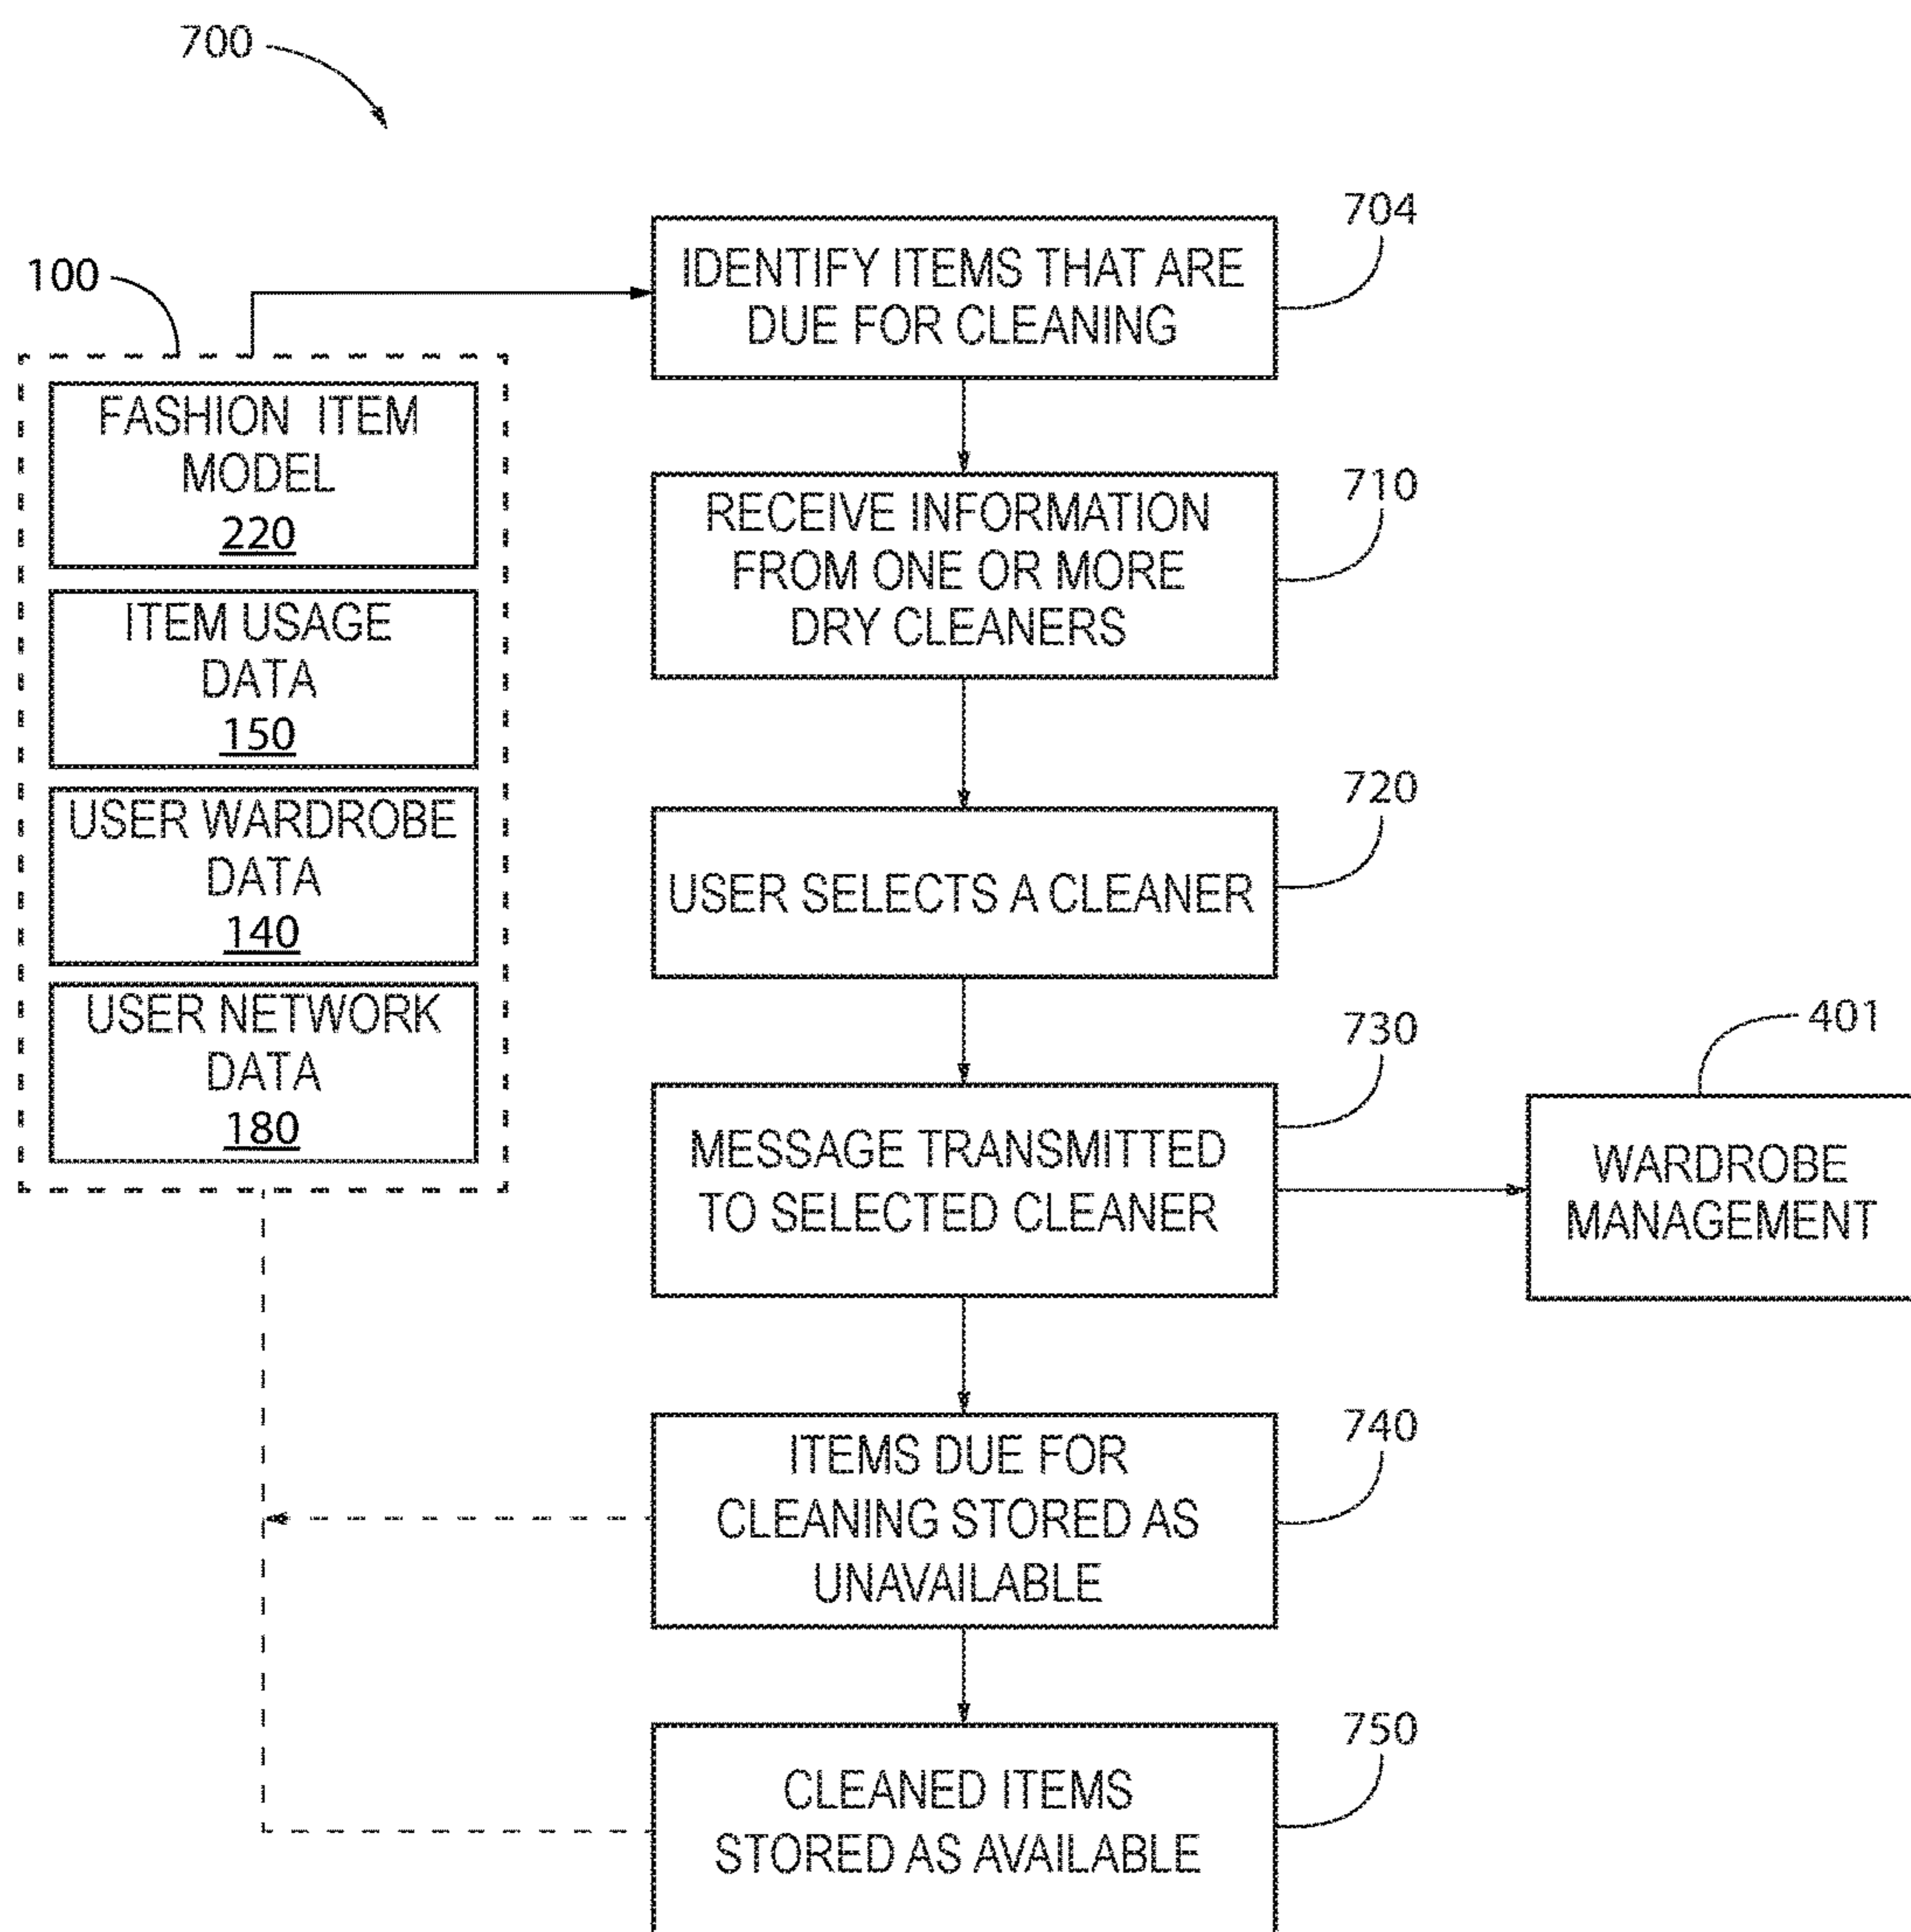 700
704
IDENTIFY ITEMS THAT ARE
DUE FOR CLEANING
100
FASHION ITEM
MODEL
220
ITEM USAGE
DATA
150
USER WARDROBE
DATA
140
USER NETWORK
DATA
180
710
RECEIVE INFORMATION
FROM ONE OR MORE
DRY CLEANERS
720
USER SELECTS A CLEANER
730
MESSAGE TRANSMITTED
TO SELECTED CLEANER
401
WARDROBE
MANAGEMENT
740
ITEMS DUE FOR
CLEANING STORED AS
UNAVAILABLE
750
CLEANED ITEMS
STORED AS AVAILABLE